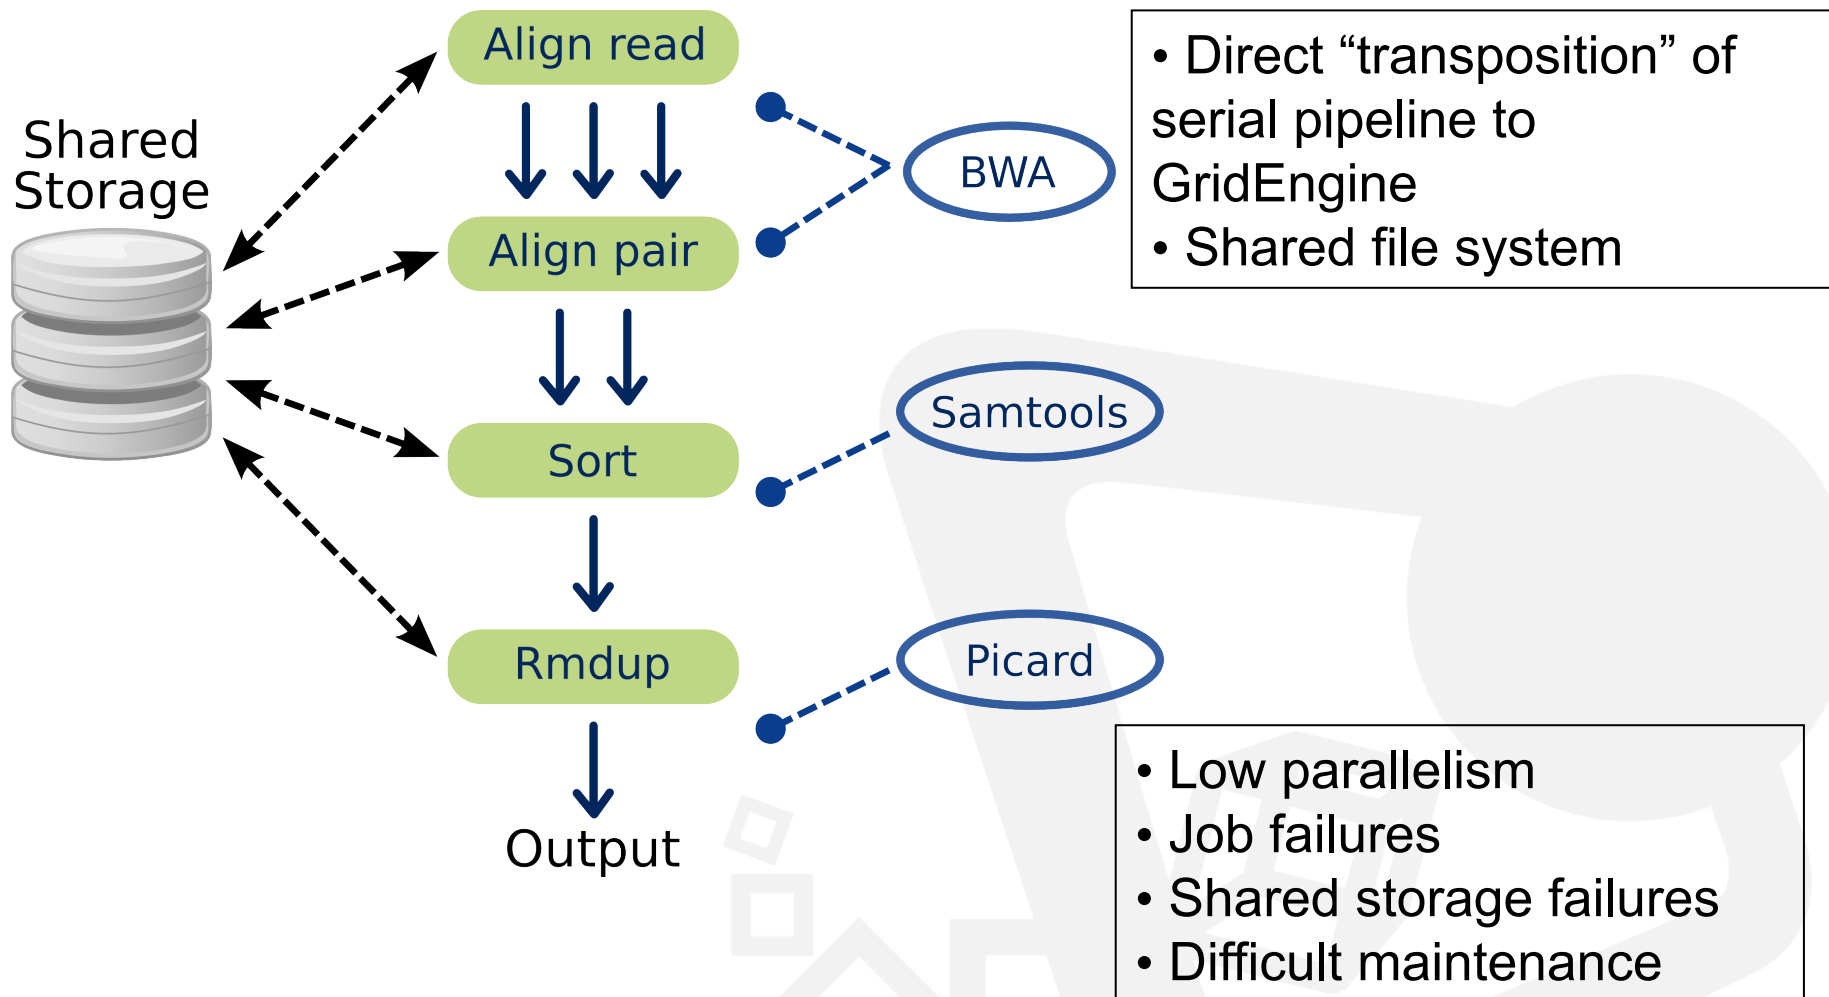 Shared
Storage
Align read
Align pair
Sort
Rmdup
Output
BWA
Samtools
Picard
• Direct “transposition” of
serial pipeline to
GridEngine
• Shared file system
• Low parallelism
• Job failures
• Shared storage failures
• Difficult maintenance